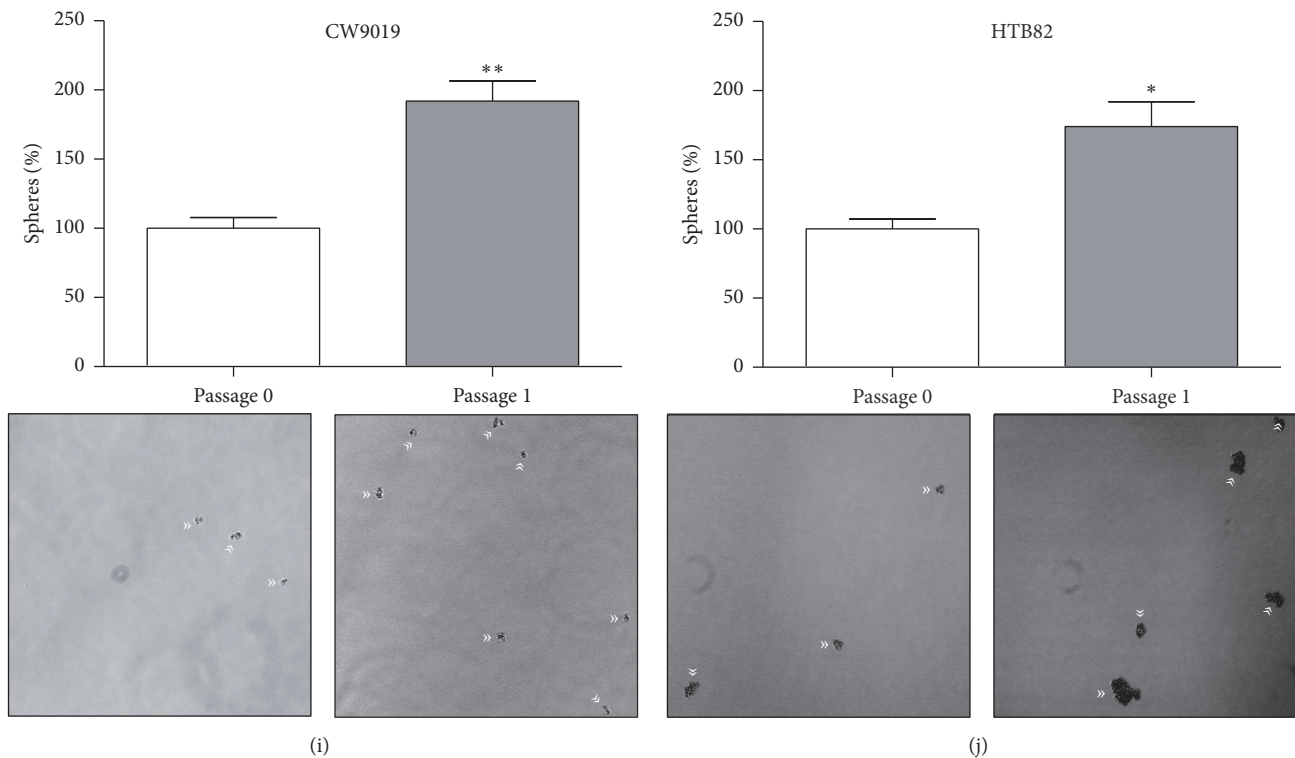 CW9019
250
200
150
100
50
0
Spheres (%)
**
Passage 0
Passage 1
(i)
HTB82
250
200
150
100
50
0
Spheres (%)
*
Passage 0
Passage 1
(j)